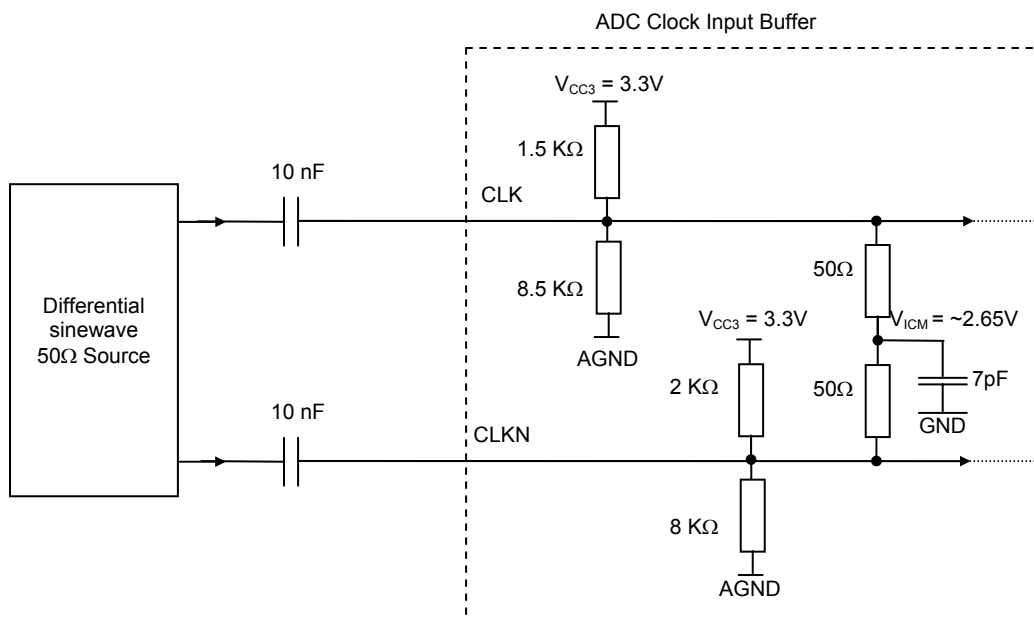 ADC Clock Input Buffer
V_CC3 = 3.3V
1.5 KΩ
10 nF
CLK
8.5 KΩ
50Ω
Differential
sinewave
50Ω Source
V_CC3 = 3.3V
V_ICM = ~2.65V
AGND
2 KΩ
50Ω
7pF
10 nF
GND
CLKN
8 KΩ
AGND